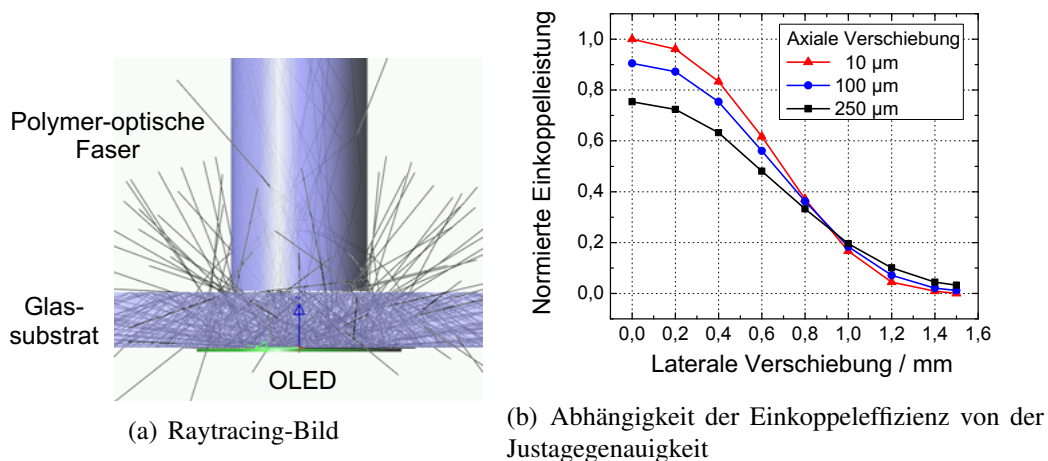 Polymer-optische
Faser
Glas-
substrat
OLED
(a) Raytracing-Bild
Normierte Einkoppelleistung
1,0
0,8
0,6
0,4
0,2
0,0
Axiale Verschiebung
10 µm
100 µm
250 µm
0,0 0,2 0,4 0,6 0,8 1,0 1,2 1,4 1,6
Laterale Verschiebung / mm
(b) Abhängigkeit der Einkoppeleffizienz von der
Justagegenauigkeit